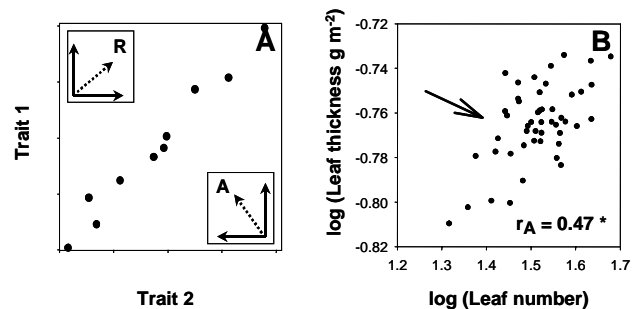 A
R
A
Trait 1
Trait 2
B
-0.72
-0.74
-0.76
-0.78
-0.80
-0.82
log (Leaf thickness g m-2)
rA = 0.47 *
1.2 1.3 1.4 1.5 1.6 1.7
log (Leaf number)